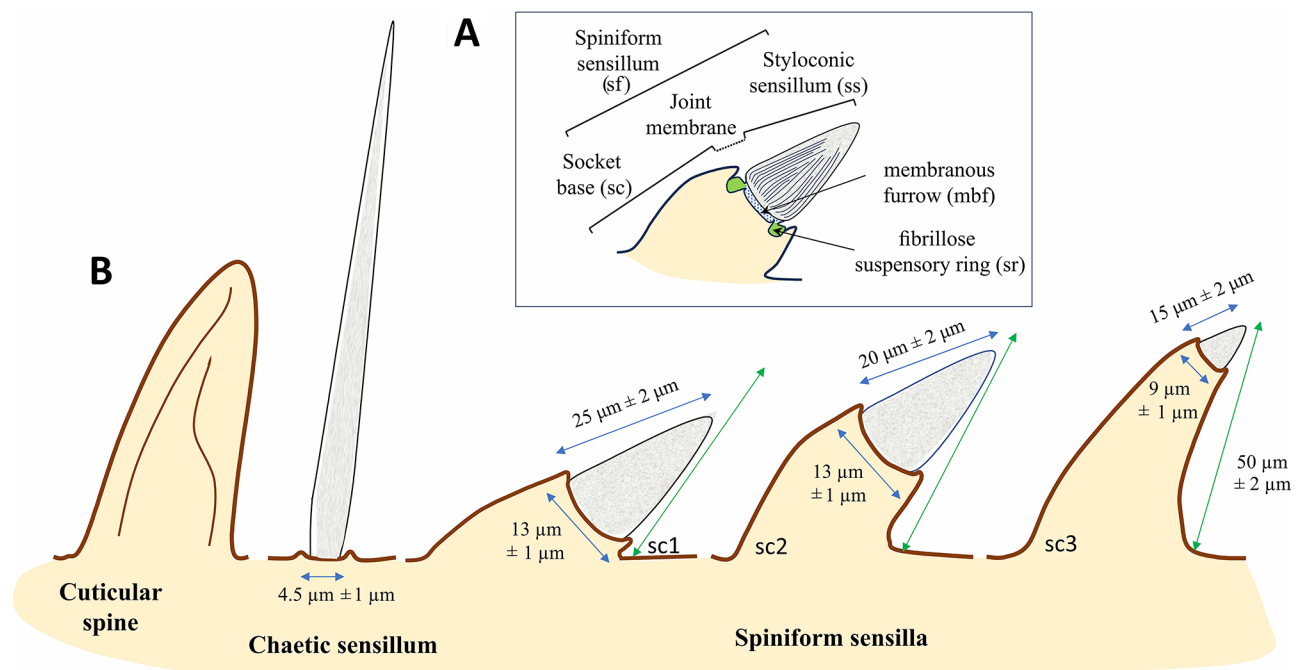 A
Spiniform
sensillum
(sf)
Styloconic
sensillum (ss)
Joint
membrane
Socket
base (sc)
membranous
furrow (mbf)
fibrillose
suspensory ring (sr)
B
25 µm ± 2 µm
13 µm
± 1 µm
sc1
20 µm ± 2 µm
13 µm
± 1 µm
sc2
15 µm ± 2 µm
9 µm
± 1 µm
50 µm
± 2 µm
sc3
4.5 µm ± 1 µm
Cuticular
spine
Chaetic sensillum
Spiniform sensilla